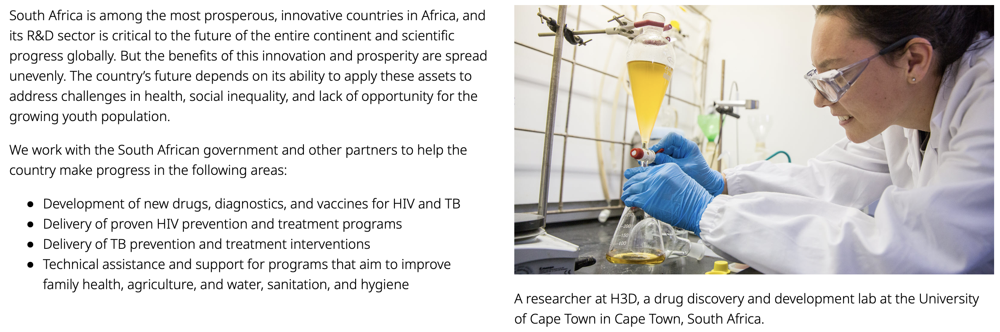 South Africa is among the most prosperous, innovative countries in Africa, and
its R&D sector is critical to the future of the entire continent and scientific
progress globally. But the benefits of this innovation and prosperity are spread
unevenly. The country’s future depends on its ability to apply these assets to
address challenges in health, social inequality, and lack of opportunity for the
growing youth population.
We work with the South African government and other partners to help the
country make progress in the following areas:
● Development of new drugs, diagnostics, and vaccines for HIV and TB
● Delivery of proven HIV prevention and treatment programs
● Delivery of TB prevention and treatment interventions
● Technical assistance and support for programs that aim to improve
family health, agriculture, and water, sanitation, and hygiene
250
200
150
100
A researcher at H3D, a drug discovery and development lab at the University
of Cape Town in Cape Town, South Africa.